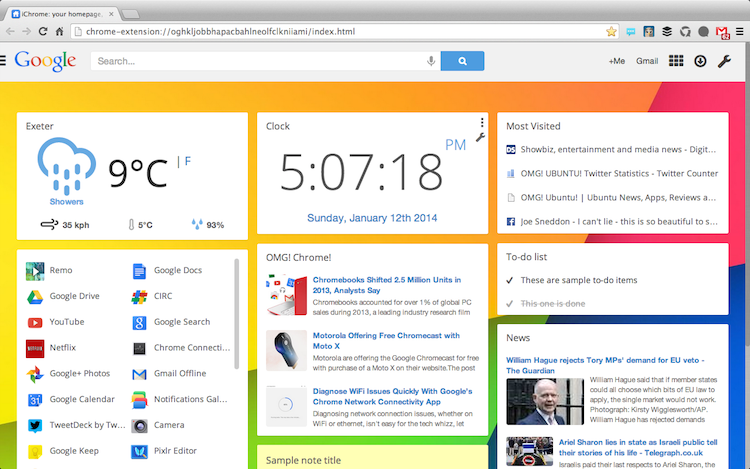 iChrome: your homepage,
chrome-extension://oghkljobbhapacbahlneolfclkniiami/index.html
Google
Search...
+Me
Gmail
Exeter
9°C | F
Showers
35 kph
5°C
93%
Clock
PM
5:07:18
Sunday, January 12th 2014
Most Visited
Showbiz, entertainment and media news - Digit...
OMG! UBUNTU! Twitter Statistics - Twitter Counter
OMG! Ubuntu! | Ubuntu News, Apps, Reviews a...
Joe Sneddon - I can't lie - this is so beautiful to s...
Remo
Google Docs
Google Drive
CIRC
YouTube
Google Search
Netflix
Chrome Connecti...
Google+ Photos
Gmail Offline
Google Calendar
Notifications Gal...
TweetDeck by Tw...
Camera
Google Keep
Pixlr Editor
OMG! Chrome!
Chromebooks Shifted 2.5 Million Units in
2013, Analysts Say
Chromebooks accounted for over 1% of global PC
sales during 2013, a leading industry research film
Motorola Offering Free Chromecast with
Moto X
Motorola are offering the Google Chromecast for free
with purchase of a Moto X on their website.The post
Diagnose WiFi Issues Quickly With Google's
Chrome Network Connectivity App
Diagnosing network connection issues, whether on
WiFi or ethernet, isn't easy for the tech whizz, let
Sample note title
To-do list
These are sample to-do items
This one is done
News
William Hague rejects Tory MPs' demand for EU veto -
The Guardian
William Hague said that if member states
could all choose which bits of EU law to
apply, the single market would not work.
Photograph: Kirsty Wigglesworth/AP.
William Hague has rejected demands
Ariel Sharon lies in state as Israeli public tell
their stories of his life - Telegraph.co.uk
Israelis paid their last respects to Ariel Sharon, the